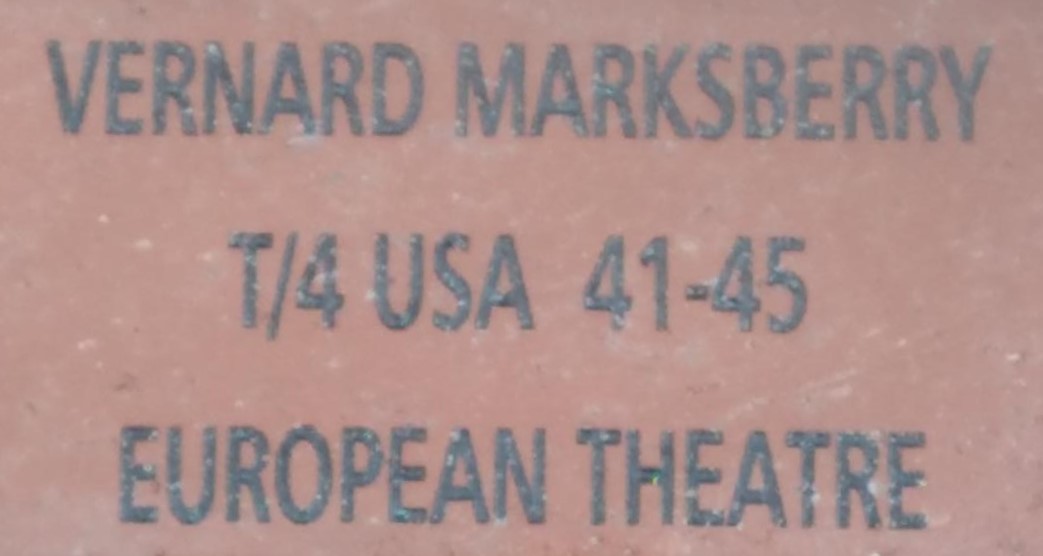 VERNARD MARKSBERRY
T/4 USA 41-45
EUROPEAN THEATRE